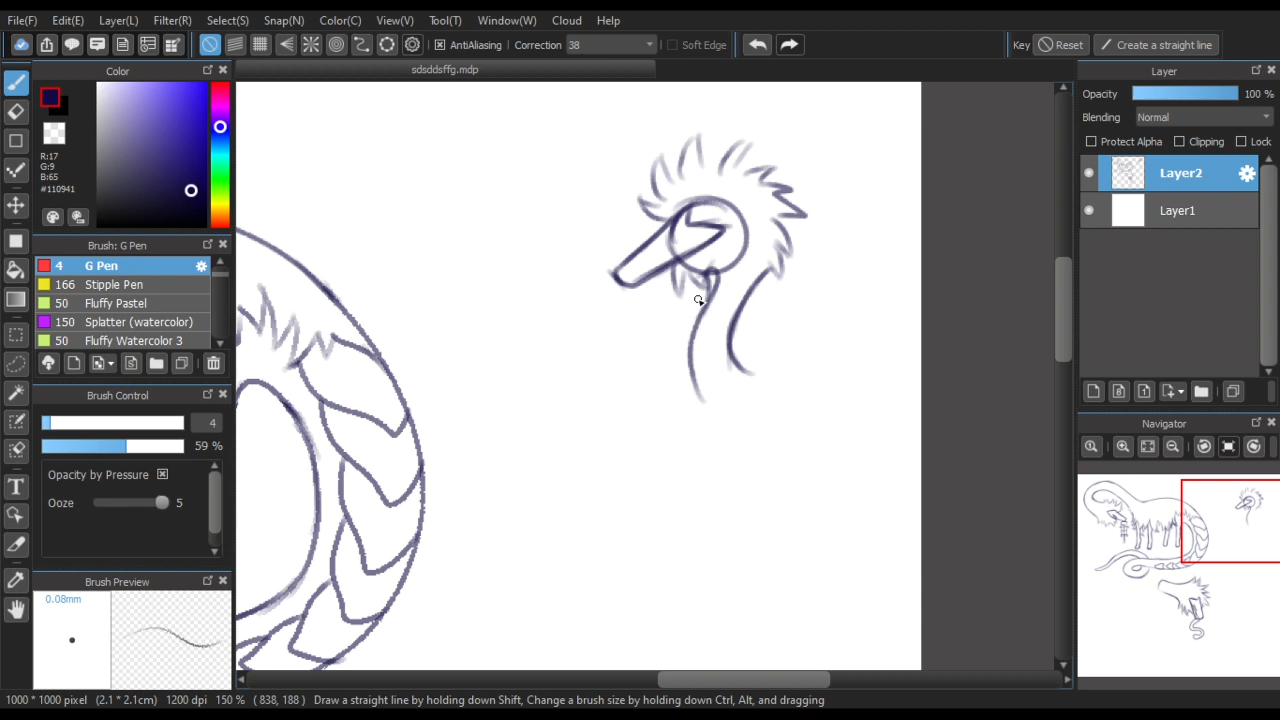 File(F) Edit(E) Layer(L) Filter(R) Select(S) Snap(N) Color(C) View(V) Tool(T) Window(W) Cloud Help
AntiAliasing Correction 38 Soft Edge Key Reset Create a straight line
Color
sdsddsffg.mdp
R:17
G:9
B:65
#110941
Brush: G Pen
4 G Pen
166 Stipple Pen
50 Fluffy Pastel
150 Splatter (watercolor)
50 Fluffy Watercolor 3
Brush Control
4
59 %
Opacity by Pressure
Ooze 5
Brush Preview
0.08mm
Layer
Opacity 100 %
Blending Normal
Protect Alpha Clipping Lock
Layer2
Layer1
Navigator
1000 * 1000 pixel (2.1 * 2.1cm) 1200 dpi 150 % ( 838, 188 ) Draw a straight line by holding down Shift, Change a brush size by holding down Ctrl, Alt, and dragging